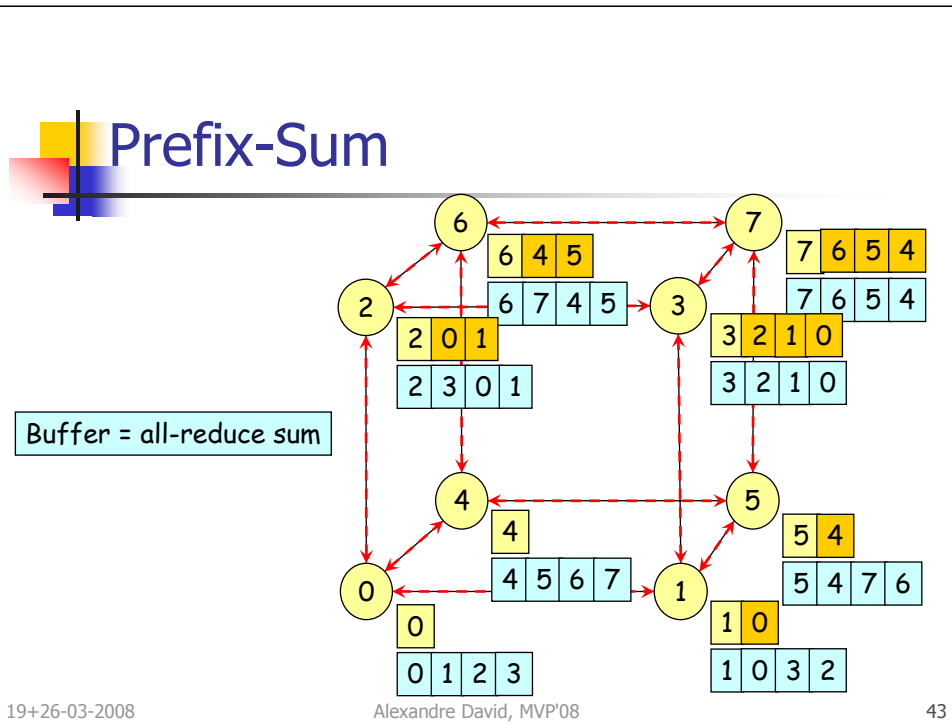 Prefix-Sum
6
7
6 4 5
7 6 5 4
6 7 4 5
7 6 5 4
2
3
2 0 1
3 2 1 0
2 3 0 1
3 2 1 0
Buffer = all-reduce sum
4
5
4
5 4
4 5 6 7
5 4 7 6
0
1
0
1 0
0 1 2 3
1 0 3 2
19+26-03-2008
Alexandre David, MVP'08
43